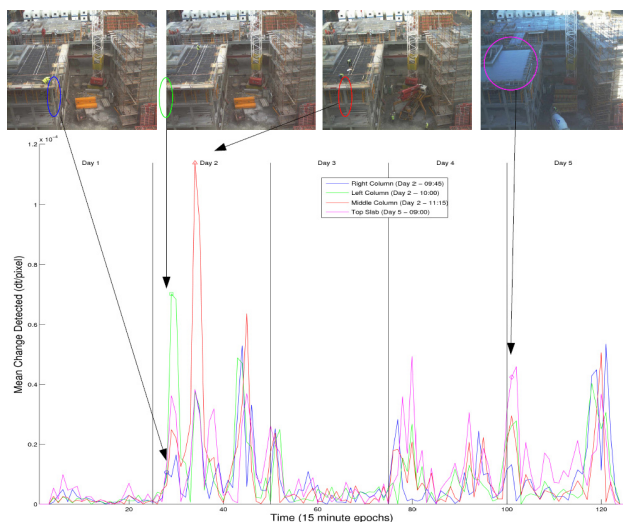 1.2
x 10⁻⁴
Day 1
Day 2
Day 3
Day 4
Day 5
Right Column (Day 2 − 09:45)
Left Column (Day 2 − 10:00)
Middle Column (Day 2 − 11:15)
Top Slab (Day 5 − 09:00)
1
0.8
0.6
0.4
0.2
0
Mean Change Detected (dt/pixel)
20
40
60
80
100
120
Time (15 minute epochs)